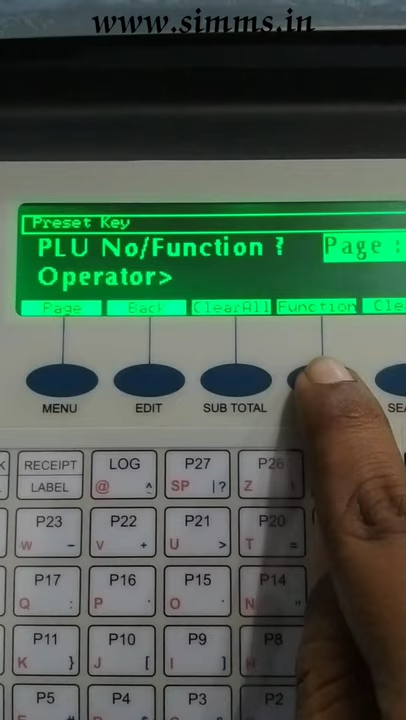 www.simms.in
Preset Key
PLU No/Function ? Page :
Operator>
Page Back ClearAll Function Cle
MENU EDIT SUB TOTAL SEA
K RECEIPT LOG P27 P26
LABEL @ ^ SP |? Z \
P23 P22 P21 P20
W - V + U > T =
P17 P16 P15 P14
Q : P ' O . N "
P11 P10 P9 P8
K } J [ I ] H
P5 P4 P3 P2